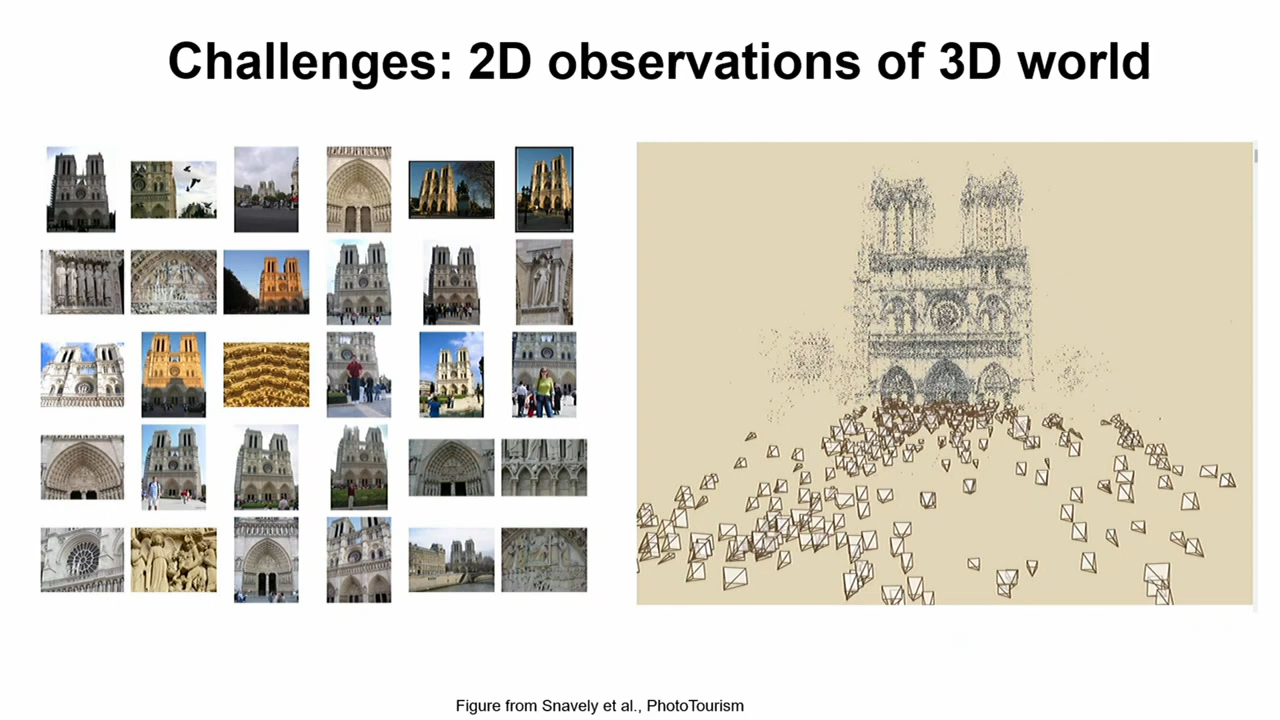 Challenges: 2D observations of 3D world
Figure from Snavely et al., PhotoTourism